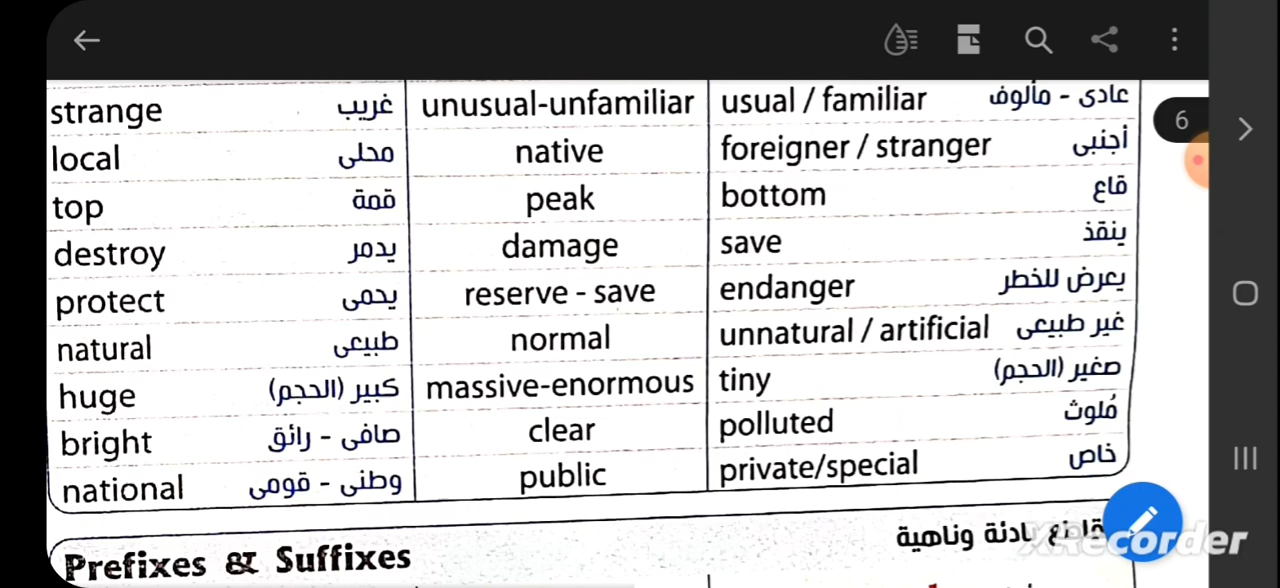 strange غريب unusual-unfamiliar usual / familiar عادى - مألوف
6
local محلى native foreigner / stranger أجنبى
top قمة peak bottom قاع
destroy يدمر damage save ينقذ
protect يحمى reserve - save endanger يعرض للخطر
natural طبيعى normal unnatural / artificial غير طبيعى
huge كبير (الحجم) massive-enormous tiny صغير (الحجم)
bright صافى - رائق clear polluted مُلوث
national وطنى - قومى public private/special خاص
Prefixes & Suffixes بادئة وناهية
XRecorder